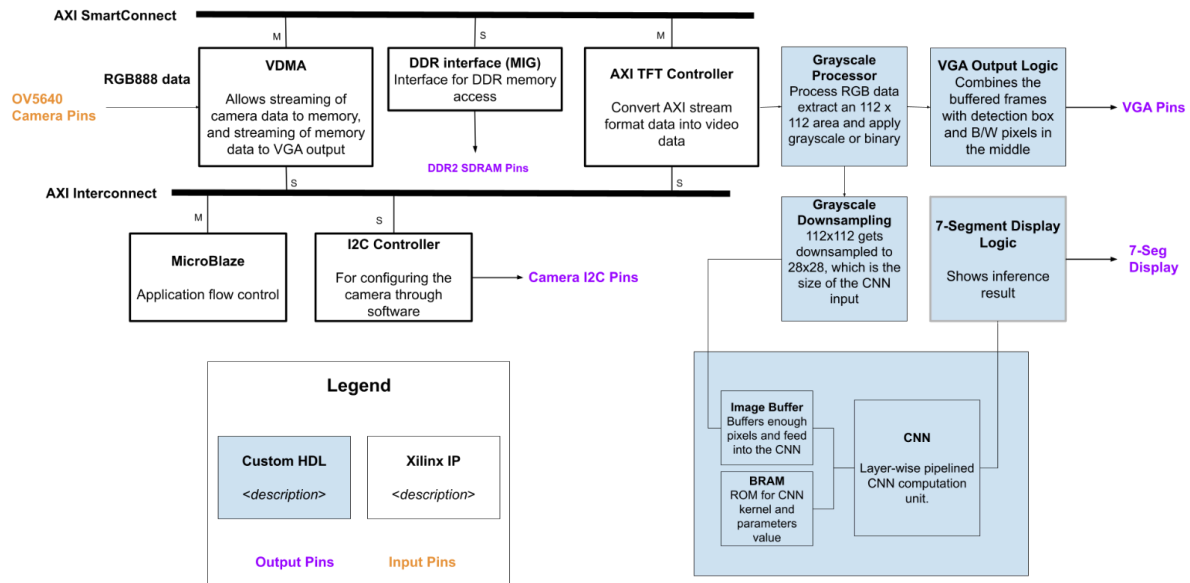 AXI SmartConnect
M
S
M
RGB888 data
OV5640
Camera Pins
VDMA
Allows streaming of
camera data to memory,
and streaming of memory
data to VGA output
DDR interface (MIG)
Interface for DDR memory
access
AXI TFT Controller
Convert AXI stream
format data into video
data
Grayscale
Processor
Process RGB data
extract an 112 x
112 area and apply
grayscale or binary
VGA Output Logic
Combines the
buffered frames
with detection box
and B/W pixels in
the middle
VGA Pins
DDR2 SDRAM Pins
S
S
AXI Interconnect
M
S
MicroBlaze
Application flow control
I2C Controller
For configuring the
camera through
software
Camera I2C Pins
Grayscale
Downsampling
112x112 gets
downsampled to
28x28, which is the
size of the CNN
input
7-Segment Display
Logic
Shows inference
result
7-Seg
Display
Legend
Custom HDL
<description>
Xilinx IP
<description>
Output Pins
Input Pins
Image Buffer
Buffers enough
pixels and feed
into the CNN
BRAM
ROM for CNN
kernel and
parameters
value
CNN
Layer-wise pipelined
CNN computation
unit.